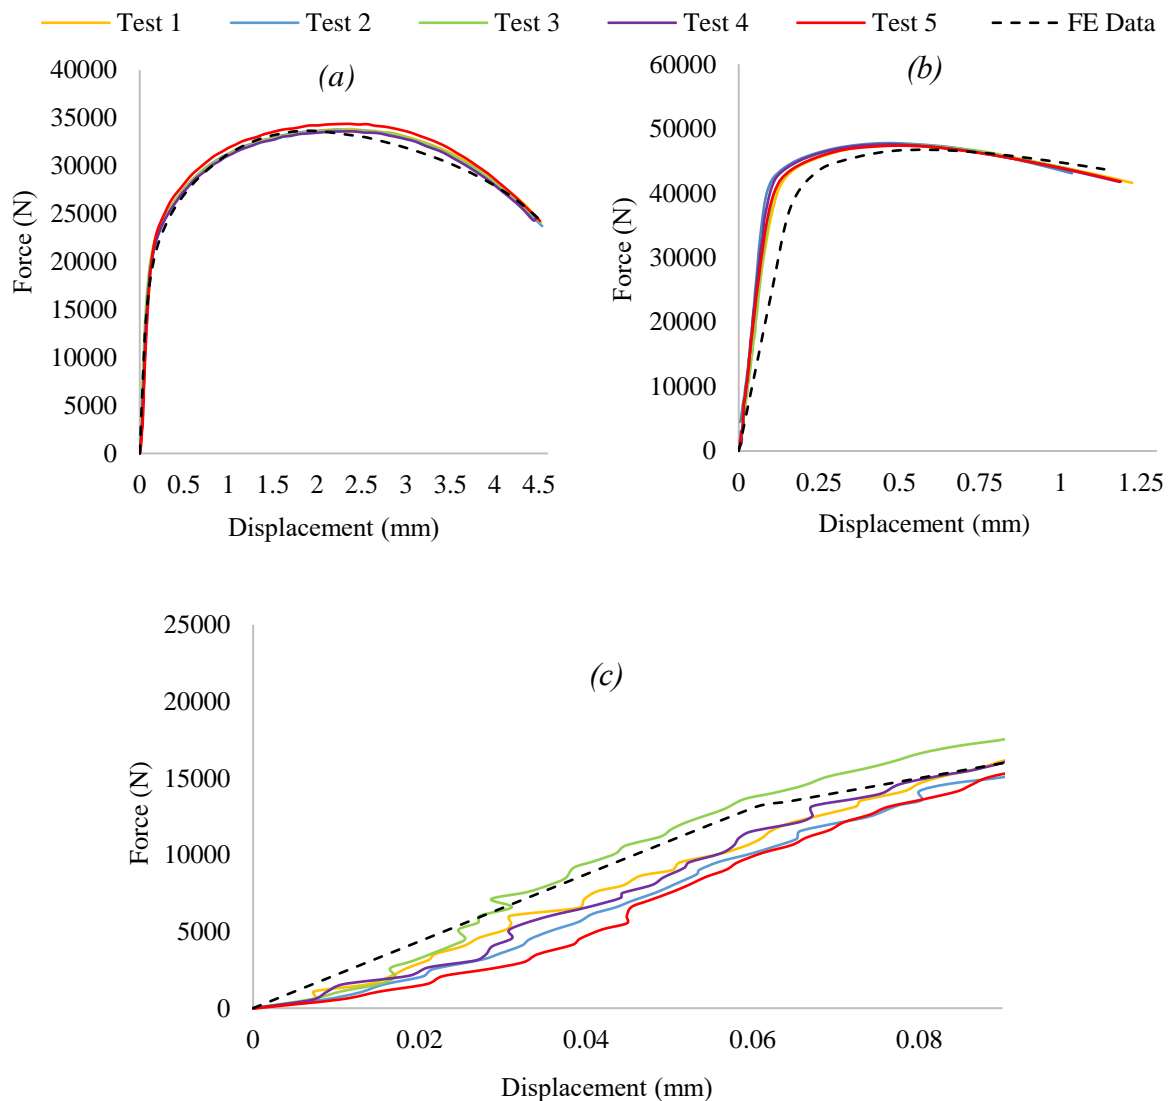 Test 1 Test 2 Test 3 Test 4 Test 5 FE Data
(a)
40000
35000
30000
25000
20000
15000
10000
5000
0
Force (N)
0 0.5 1 1.5 2 2.5 3 3.5 4 4.5
Displacement (mm)
(b)
60000
50000
40000
30000
20000
10000
0
Force (N)
0 0.25 0.5 0.75 1 1.25
Displacement (mm)
(c)
25000
20000
15000
10000
5000
0
Force (N)
0 0.02 0.04 0.06 0.08
Displacement (mm)